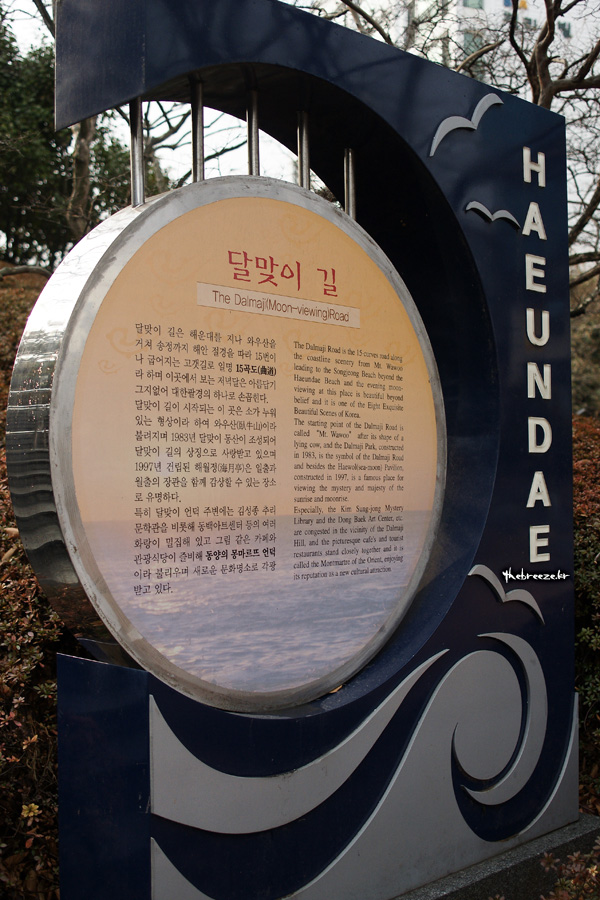 달맞이 길
The Dalmaji(Moon-viewing)Road
달맞이 길은 해운대를 지나 와우산을
거쳐 송정까지 해안 절경을 따라 15번이
나 굽어지는 고갯길로 일명 15곡도(曲道)
라 하며 이곳에서 보는 저녁달은 아름답기
그지없어 대한팔경의 하나로 손꼽힌다.
달맞이 길이 시작되는 이 곳은 소가 누워
있는 형상이라 하여 와우산(臥牛山)이라
불리며 1983년 달맞이 동산이 조성되어
달맞이 길의 상징으로 사랑받고 있으며
1997년 건립된 해월정(海月亭)은 일출과
월출의 장관을 함께 감상할 수 있는 장소
로 유명하다.
특히 달맞이 언덕 주변에는 김성종 추리
문학관을 비롯해 동백아트센터 등의 여러
화랑이 밀집해 있고 그림 같은 카페와
관광식당이 즐비해 동양의 몽마르뜨 언덕
이라 불리우며 새로운 문화명소로 각광
받고 있다.
The Dalmaji Road is the 15 curves road along
the coastline scenery from Mt. Wawoo
leading to the Songjeong Beach beyond the
Haeundae Beach and the evening moon-
viewing at this place is beautiful beyond
belief and it is one of the Eight Exquisite
Beautiful Scenes of Korea.
The starting point of the Dalmaji Road is
called "Mt. Wawoo" after its shape of a
lying cow, and the Dalmaji Park, constructed
in 1983, is the symbol of the Dalmaji Road
and besides the Haewol(sea-moon) Pavilion,
constructed in 1997, is a famous place for
viewing the mystery and majesty of the
sunrise and moonrise.
Especially, the Kim Sung-jong Mystery
Library and the Dong Baek Art Center, etc.
are congested in the vicinity of the Dalmaji
Hill, and the picturesque cafe's and tourist
restaurants stand closely together and it is
called the Montmartre of the Orient, enjoying
its reputation as a new cultural attraction.
HAEUNDAE
thebreeze.kr